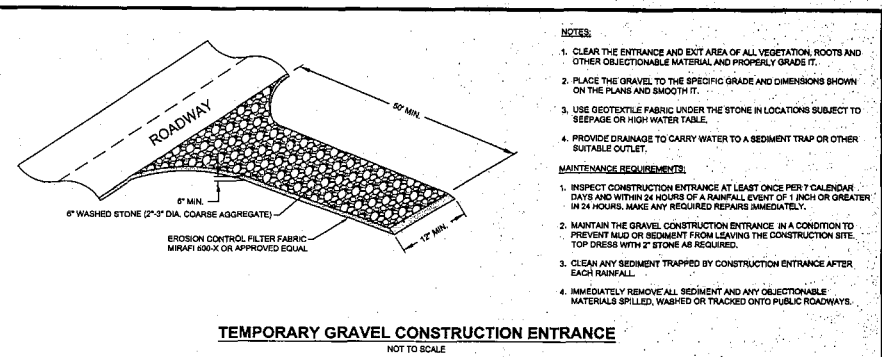 ROADWAY
50' MIN.
6" MIN.
6" WASHED STONE (2"-3" DIA. COARSE AGGREGATE)
EROSION CONTROL FILTER FABRIC
MIRAFI 600-X OR APPROVED EQUAL
12" MIN.
NOTES:
1. CLEAR THE ENTRANCE AND EXIT AREA OF ALL VEGETATION, ROOTS AND
OTHER OBJECTIONABLE MATERIAL AND PROPERLY GRADE IT.
2. PLACE THE GRAVEL TO THE SPECIFIC GRADE AND DIMENSIONS SHOWN
ON THE PLANS AND SMOOTH IT.
3. USE GEOTEXTILE FABRIC UNDER THE STONE IN LOCATIONS SUBJECT TO
SEEPAGE OR HIGH WATER TABLE.
4. PROVIDE DRAINAGE TO CARRY WATER TO A SEDIMENT TRAP OR OTHER
SUITABLE OUTLET.
MAINTENANCE REQUIREMENTS:
1. INSPECT CONSTRUCTION ENTRANCE AT LEAST ONCE PER 7 CALENDAR
DAYS AND WITHIN 24 HOURS OF A RAINFALL EVENT OF 1 INCH OR GREATER
IN 24 HOURS. MAKE ANY REQUIRED REPAIRS IMMEDIATELY.
2. MAINTAIN THE GRAVEL CONSTRUCTION ENTRANCE IN A CONDITION TO
PREVENT MUD OR SEDIMENT FROM LEAVING THE CONSTRUCTION SITE.
TOP DRESS WITH 2" STONE AS REQUIRED.
3. CLEAN ANY SEDIMENT TRAPPED BY CONSTRUCTION ENTRANCE AFTER
EACH RAINFALL.
4. IMMEDIATELY REMOVE ALL SEDIMENT AND ANY OBJECTIONABLE
MATERIALS SPILLED, WASHED OR TRACKED ONTO PUBLIC ROADWAYS.
TEMPORARY GRAVEL CONSTRUCTION ENTRANCE
NOT TO SCALE